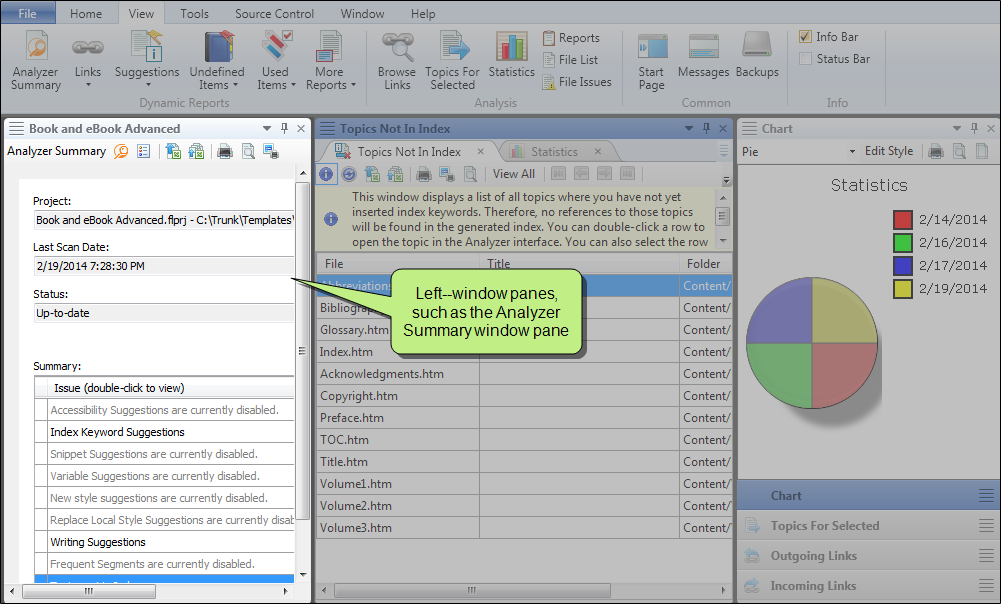 File Home View Tools Source Control Window Help
Analyzer Summary
Links
Suggestions
Undefined Items
Used Items
More Reports
Dynamic Reports
Browse Links
Topics For Selected
Statistics
Reports
File List
File Issues
Analysis
Start Page
Messages
Backups
Common
Info Bar
Status Bar
Info
Book and eBook Advanced
Analyzer Summary
Project:
Book and eBook Advanced.flprj - C:\Trunk\Templates\
Last Scan Date:
2/19/2014 7:28:30 PM
Status:
Up-to-date
Summary:
Issue (double-click to view)
Accessibility Suggestions are currently disabled.
Index Keyword Suggestions
Snippet Suggestions are currently disabled.
Variable Suggestions are currently disabled.
New style suggestions are currently disabled.
Replace Local Style Suggestions are currently disab
Writing Suggestions
Frequent Segments are currently disabled.
Topics Not In Index
Topics Not In Index
Statistics
View All
This window displays a list of all topics where you have not yet
inserted index keywords. Therefore, no references to those topics
will be found in the generated index. You can double-click a row to
open the topic in the Analyzer interface. You can also select the row
File Title Folder
Abbreviations Content/
Bibliograp Content/
Glossary.htm Content/
Index.htm Content/
Acknowledgments.htm Content/
Copyright.htm Content/
Preface.htm Content/
TOC.htm Content/
Title.htm Content/
Volume1.htm Content/
Volume2.htm Content/
Volume3.htm Content/
Left--window panes,
such as the Analyzer
Summary window pane
Chart
Pie Edit Style
Statistics
2/14/2014
2/16/2014
2/17/2014
2/19/2014
Chart
Topics For Selected
Outgoing Links
Incoming Links